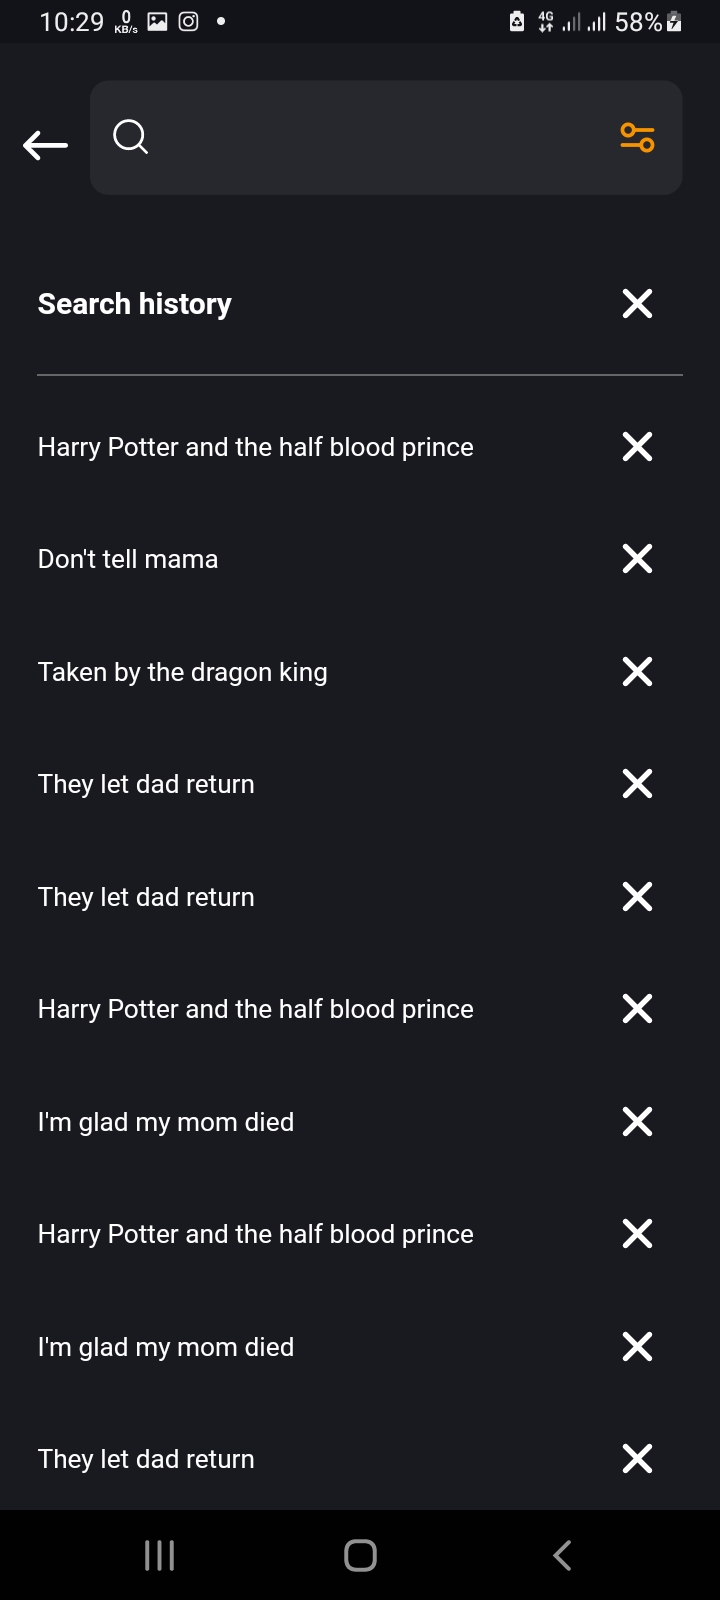 10:29 0 KB/s 4G 58%
Search history
Harry Potter and the half blood prince
Don't tell mama
Taken by the dragon king
They let dad return
They let dad return
Harry Potter and the half blood prince
I'm glad my mom died
Harry Potter and the half blood prince
I'm glad my mom died
They let dad return